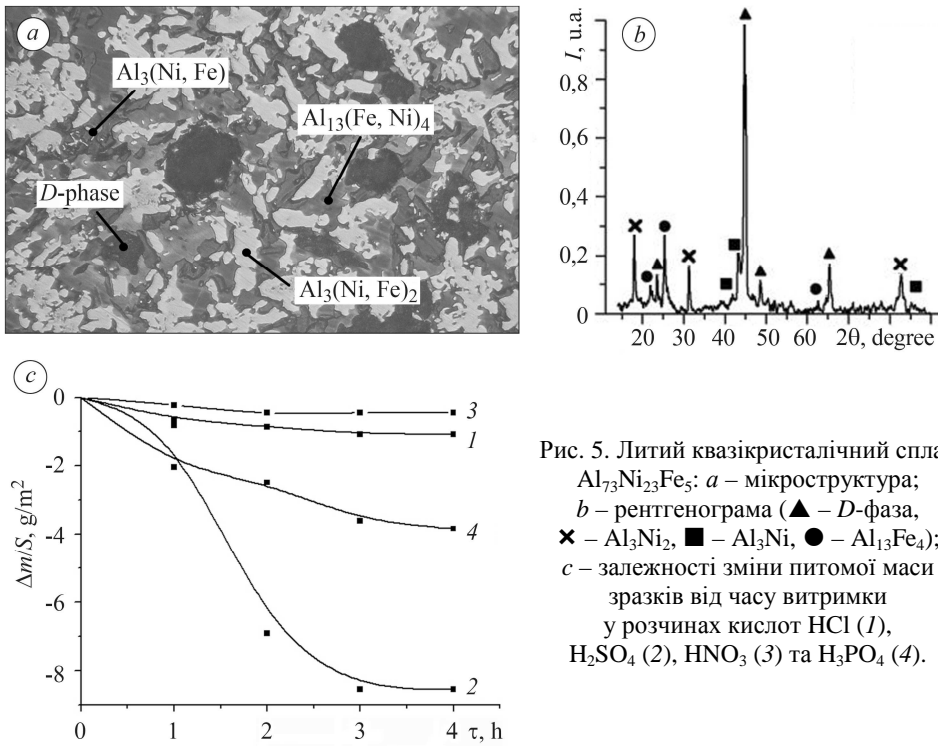 a
Al₃(Ni, Fe)
Al₁₃(Fe, Ni)₄
D-phase
Al₃(Ni, Fe)₂
b
I, u.a.
1,0
0,8
0,6
0,4
0,2
0
20 30 40 50 60 2θ, degree
c
Δm/S, g/m²
0
-2
-4
-6
-8
3
1
4
2
0 1 2 3 4 τ, h
Рис. 5. Литий квазікристалічний спла
Al₇₃Ni₂₃Fe₅: a – мікроструктура;
b – рентгенограма (▲ – D-фаза,
✕ – Al₃Ni₂, ■ – Al₃Ni, ● – Al₁₃Fe₄);
c – залежності зміни питомої маси
зразків від часу витримки
у розчинах кислот HCl (1),
H₂SO₄ (2), HNO₃ (3) та H₃PO₄ (4).